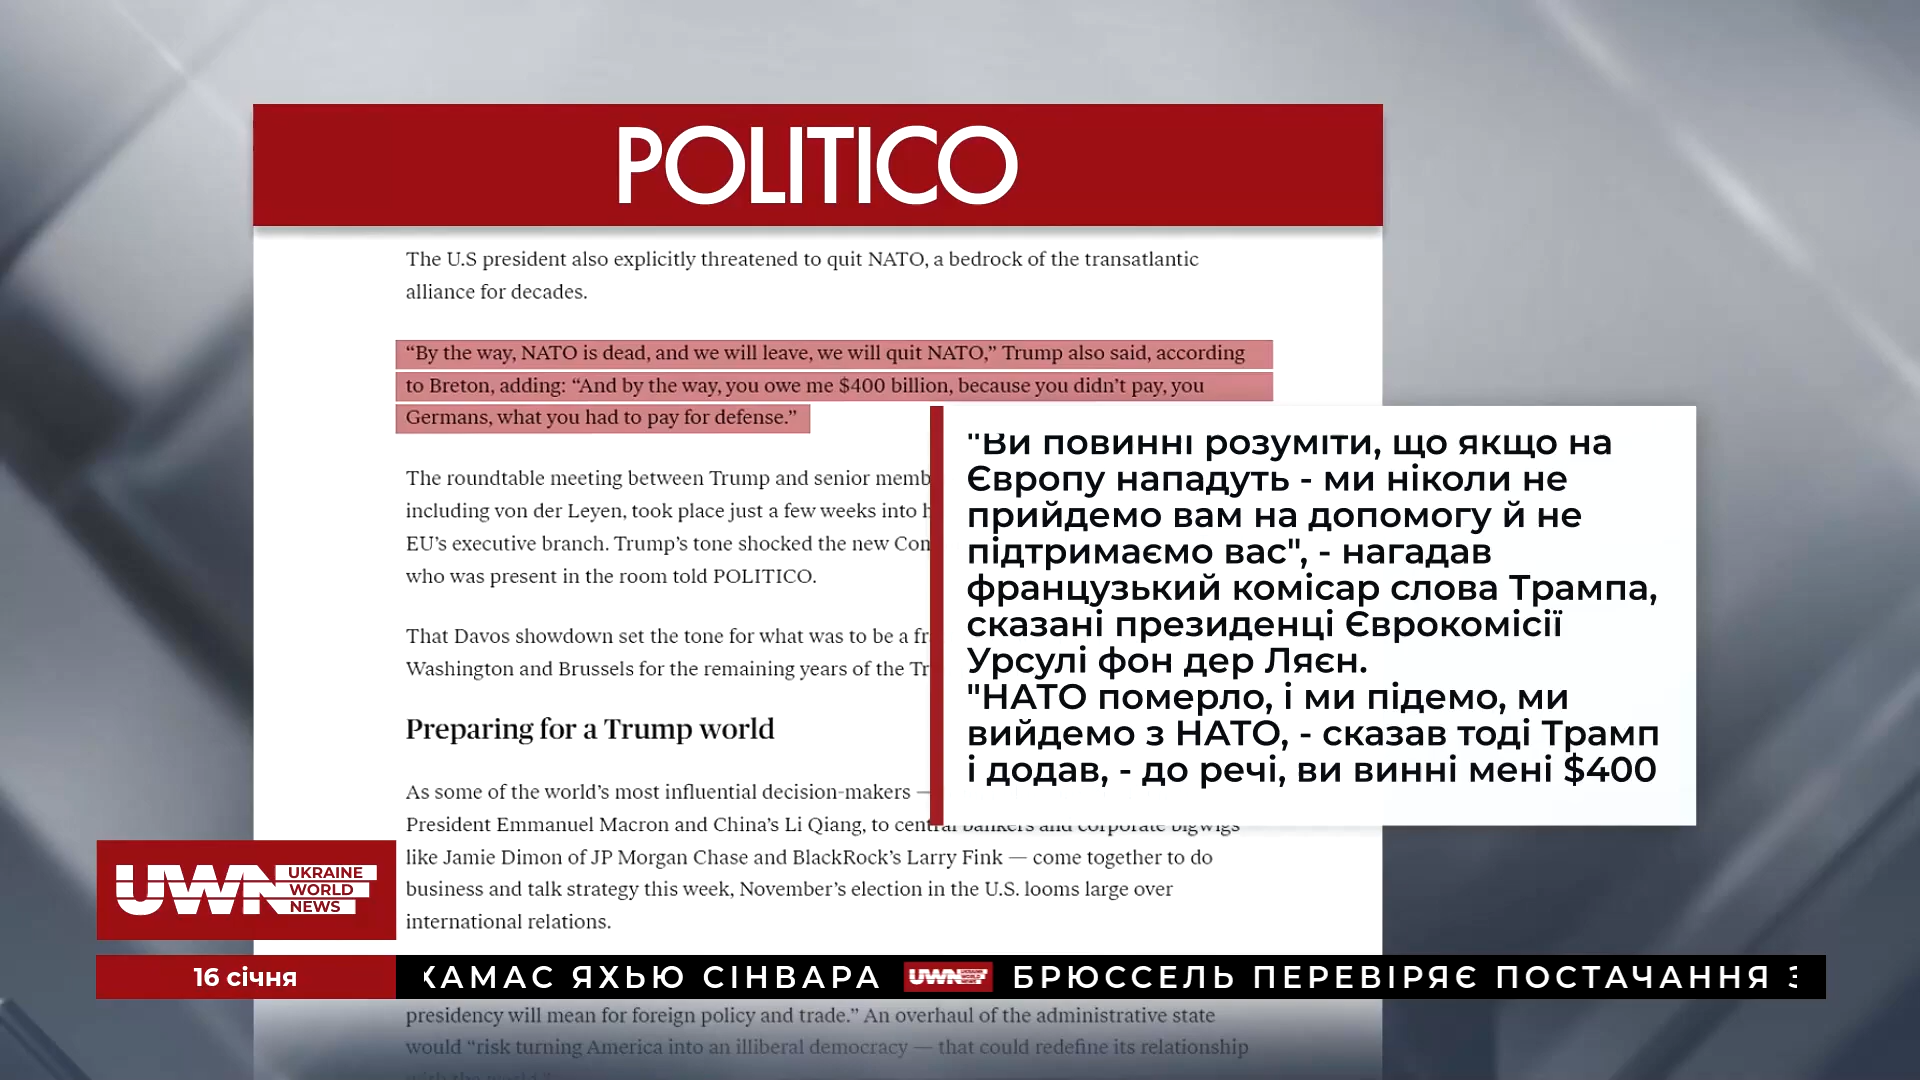 POLITICO
The U.S president also explicitly threatened to quit NATO, a bedrock of the transatlantic
alliance for decades.
“By the way, NATO is dead, and we will leave, we will quit NATO,” Trump also said, according
to Breton, adding: “And by the way, you owe me $400 billion, because you didn’t pay, you
Germans, what you had to pay for defense.”
The roundtable meeting between Trump and senior memb
including von der Leyen, took place just a few weeks into h
EU’s executive branch. Trump’s tone shocked the new Con
who was present in the room told POLITICO.
That Davos showdown set the tone for what was to be a fr
Washington and Brussels for the remaining years of the Tr
Preparing for a Trump world
As some of the world’s most influential decision-makers —
President Emmanuel Macron and China’s Li Qiang, to central bankers and corporate bigwigs
like Jamie Dimon of JP Morgan Chase and BlackRock’s Larry Fink — come together to do
business and talk strategy this week, November’s election in the U.S. looms large over
international relations.
"Ви повинні розуміти, що якщо на
Європу нападуть - ми ніколи не
прийдемо вам на допомогу й не
підтримаємо вас", - нагадав
французький комісар слова Трампа,
сказані президенці Єврокомісії
Урсулі фон дер Ляєн.
"НАТО померло, і ми підемо, ми
вийдемо з НАТО, - сказав тоді Трамп
і додав, - до речі, ви винні мені $400
UWN UKRAINE
WORLD
NEWS
16 січня
ХАМАС ЯХЬЮ СІНВАРА UWN БРЮССЕЛЬ ПЕРЕВІРЯЄ ПОСТАЧАННЯ
presidency will mean for foreign policy and trade.” An overhaul of the administrative state
would “risk turning America into an illiberal democracy — that could redefine its relationship
with the world.”